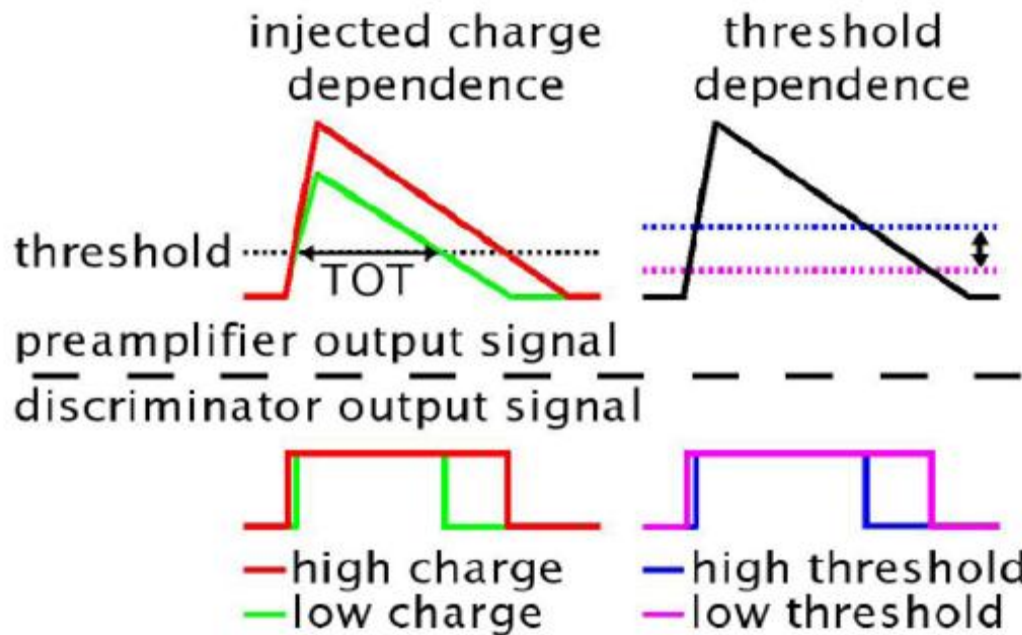 injected charge
dependence
threshold
dependence
threshold
TOT
preamplifier output signal
discriminator output signal
high charge
low charge
high threshold
low threshold